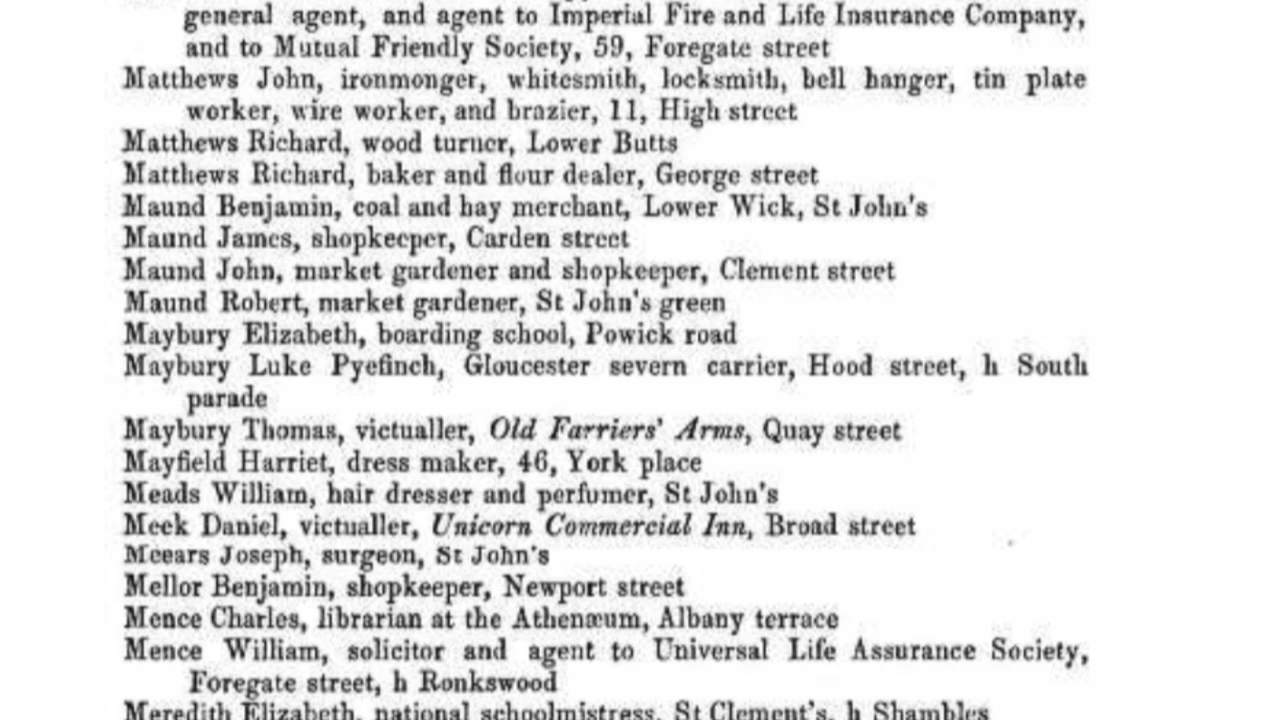 general agent, and agent to Imperial Fire and Life Insurance Company,
and to Mutual Friendly Society, 59, Foregate street
Matthews John, ironmonger, whitesmith, locksmith, bell hanger, tin plate
worker, wire worker, and brazier, 11, High street
Matthews Richard, wood turner, Lower Butts
Matthews Richard, baker and flour dealer, George street
Maund Benjamin, coal and hay merchant, Lower Wick, St John's
Maund James, shopkeeper, Carden street
Maund John, market gardener and shopkeeper, Clement street
Maund Robert, market gardener, St John's green
Maybury Elizabeth, boarding school, Powick road
Maybury Luke Pyefinch, Gloucester severn carrier, Hood street, h South
parade
Maybury Thomas, victualler, Old Farriers' Arms, Quay street
Mayfield Harriet, dress maker, 46, York place
Meads William, hair dresser and perfumer, St John's
Meek Daniel, victualler, Unicorn Commercial Inn, Broad street
Meears Joseph, surgeon, St John's
Mellor Benjamin, shopkeeper, Newport street
Mence Charles, librarian at the Athenæum, Albany terrace
Mence William, solicitor and agent to Universal Life Assurance Society,
Foregate street, h Ronkswood
Meredith Elizabeth, national schoolmistress, St Clement's, h Shambles